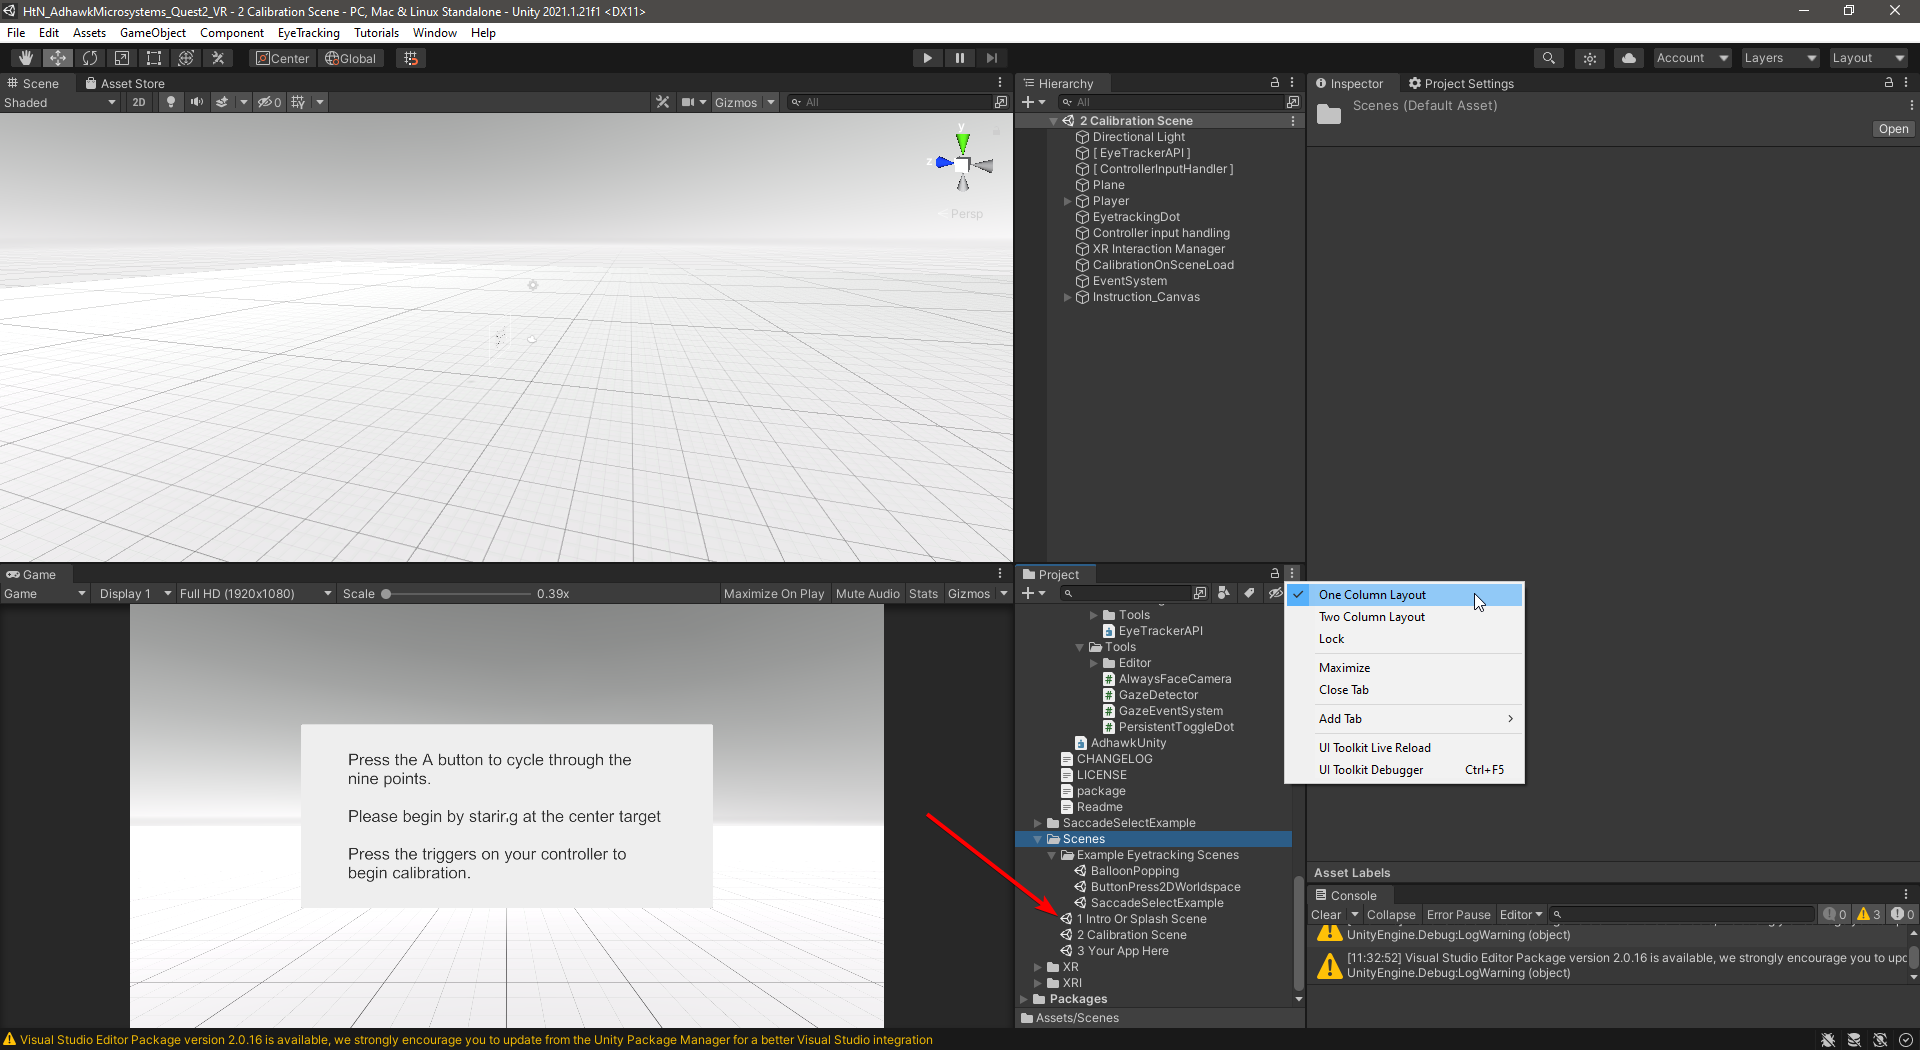 HtN_AdhawkMicrosystems_Quest2_VR - 2 Calibration Scene - PC, Mac & Linux Standalone - Unity 2021.1.21f1 <DX11>
File Edit Assets GameObject Component EyeTracking Tutorials Window Help
Center Global Account Layers Layout
Scene Asset Store
Shaded 2D 0 Gizmos All
y
z
Persp
Hierarchy
All
2 Calibration Scene
Directional Light
[ EyeTrackerAPI ]
[ ControllerInputHandler ]
Plane
Player
EyetrackingDot
Controller input handling
XR Interaction Manager
CalibrationOnSceneLoad
EventSystem
Instruction_Canvas
Inspector Project Settings
Scenes (Default Asset)
Open
Game
Game Display 1 Full HD (1920x1080) Scale 0.39x Maximize On Play Mute Audio Stats Gizmos
Press the A button to cycle through the
nine points.
Please begin by staring at the center target
Press the triggers on your controller to
begin calibration.
Project
Tools
EyeTrackerAPI
Tools
Editor
AlwaysFaceCamera
GazeDetector
GazeEventSystem
PersistentToggleDot
AdhawkUnity
CHANGELOG
LICENSE
package
Readme
SaccadeSelectExample
Scenes
Example Eyetracking Scenes
BalloonPopping
ButtonPress2DWorldspace
SaccadeSelectExample
1 Intro Or Splash Scene
2 Calibration Scene
3 Your App Here
XR
XRI
Packages
Assets/Scenes
One Column Layout
Two Column Layout
Lock
Maximize
Close Tab
Add Tab
UI Toolkit Live Reload
UI Toolkit Debugger Ctrl+F5
Asset Labels
Console
Clear Collapse Error Pause Editor 0 3 0
UnityEngine.Debug:LogWarning (object)
[11:32:52] Visual Studio Editor Package version 2.0.16 is available, we strongly encourage you to upd
UnityEngine.Debug:LogWarning (object)
Visual Studio Editor Package version 2.0.16 is available, we strongly encourage you to update from the Unity Package Manager for a better Visual Studio integration